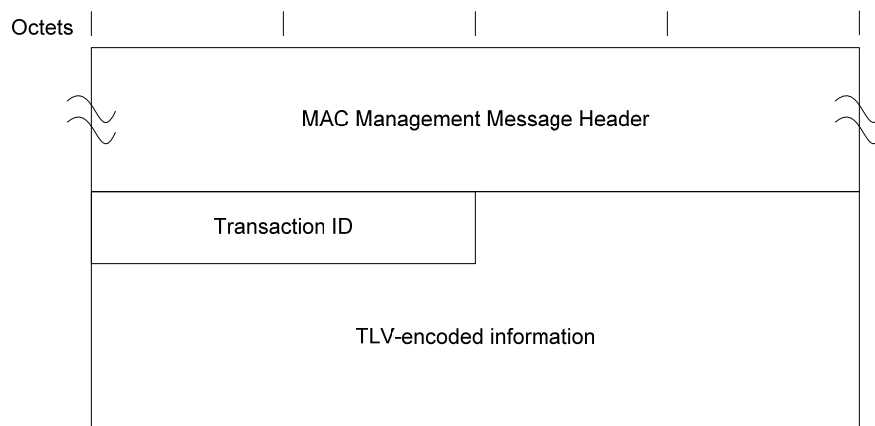 Octets
MAC Management Message Header
Transaction ID
TLV-encoded information